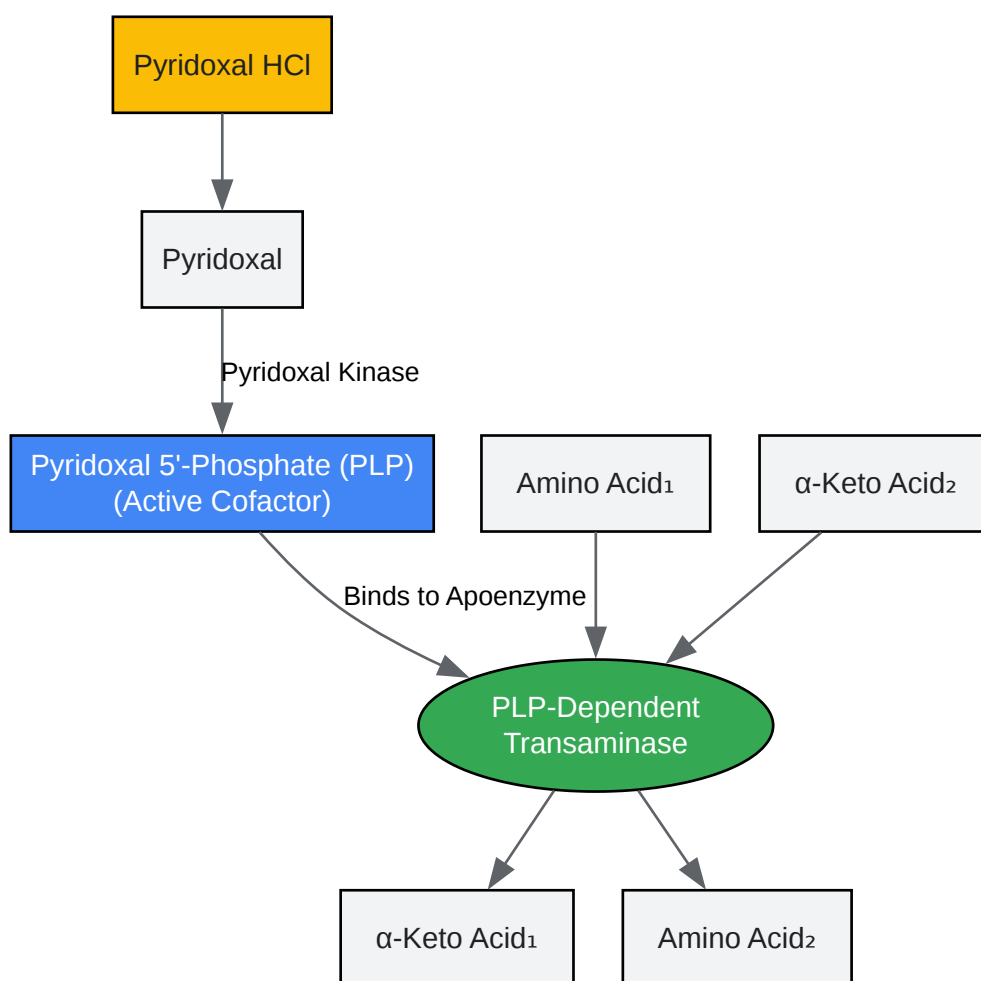 Pyridoxal HCl
Pyridoxal
Pyridoxal Kinase
Pyridoxal 5'-Phosphate (PLP)
(Active Cofactor)
Amino Acid₁
α-Keto Acid₂
Binds to Apoenzyme
PLP-Dependent
Transaminase
α-Keto Acid₁
Amino Acid₂